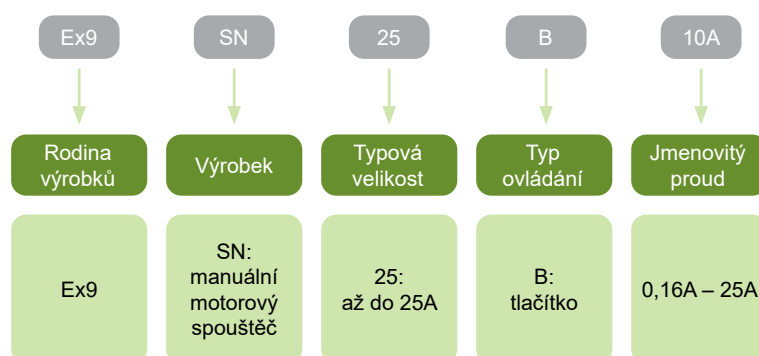 Ex9 SN 25 B 10A
Rodina výrobků
Výrobek
Typová velikost
Typ ovládání
Jmenovitý proud
Ex9
SN:
manuální
motorový
spouštěč
25:
až do 25A
B:
tlačítko
0,16A – 25A